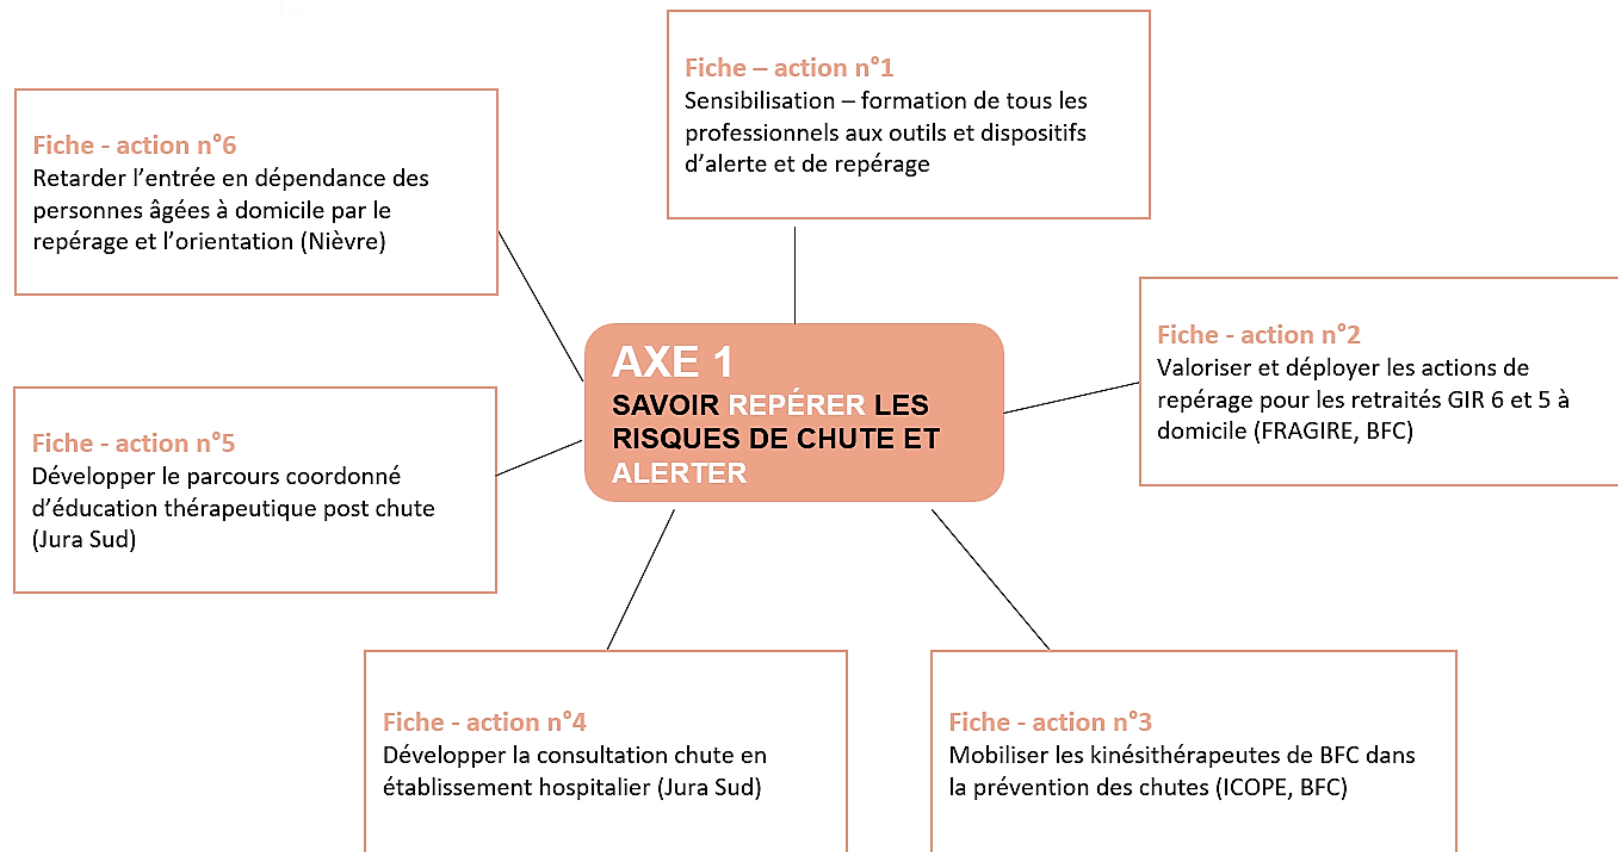 Fiche – action n°1
Sensibilisation – formation de tous les
professionnels aux outils et dispositifs
d’alerte et de repérage
Fiche - action n°6
Retarder l’entrée en dépendance des
personnes âgées à domicile par le
repérage et l’orientation (Nièvre)
Fiche - action n°2
Valoriser et déployer les actions de
repérage pour les retraités GIR 6 et 5 à
domicile (FRAGIRE, BFC)
AXE 1
SAVOIR REPÉRER LES
RISQUES DE CHUTE ET
ALERTER
Fiche - action n°5
Développer le parcours coordonné
d’éducation thérapeutique post chute
(Jura Sud)
Fiche - action n°4
Développer la consultation chute en
établissement hospitalier (Jura Sud)
Fiche - action n°3
Mobiliser les kinésithérapeutes de BFC dans
la prévention des chutes (ICOPE, BFC)